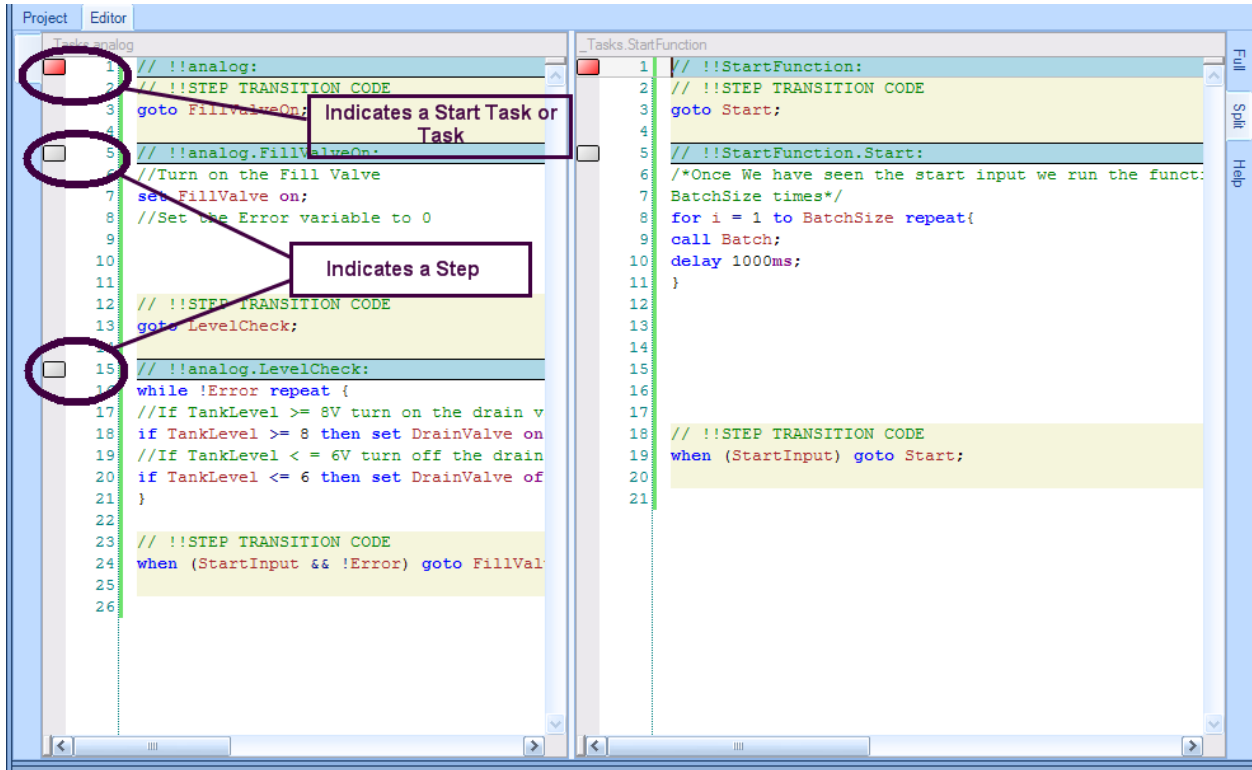 Project Editor
_Tasks.analog
1 // !!analog:
2 // !!STEP TRANSITION CODE
3 goto FillValveOn;
4
5 // !!analog.FillValveOn:
6 //Turn on the Fill Valve
7 set FillValve on;
8 //Set the Error variable to 0
9
10
11
12 // !!STEP TRANSITION CODE
13 goto LevelCheck;
14
15 // !!analog.LevelCheck:
16 while !Error repeat {
17 //If TankLevel >= 8V turn on the drain v
18 if TankLevel >= 8 then set DrainValve on
19 //If TankLevel < = 6V turn off the drain
20 if TankLevel <= 6 then set DrainValve of
21 }
22
23 // !!STEP TRANSITION CODE
24 when (StartInput && !Error) goto FillVal
25
26
Indicates a Start Task or
Task
Indicates a Step
_Tasks.StartFunction
1 // !!StartFunction:
2 // !!STEP TRANSITION CODE
3 goto Start;
4
5 // !!StartFunction.Start:
6 /*Once We have seen the start input we run the funct
7 BatchSize times*/
8 for i = 1 to BatchSize repeat{
9 call Batch;
10 delay 1000ms;
11 }
12
13
14
15
16
17
18 // !!STEP TRANSITION CODE
19 when (StartInput) goto Start;
20
21
Full
Split
Help